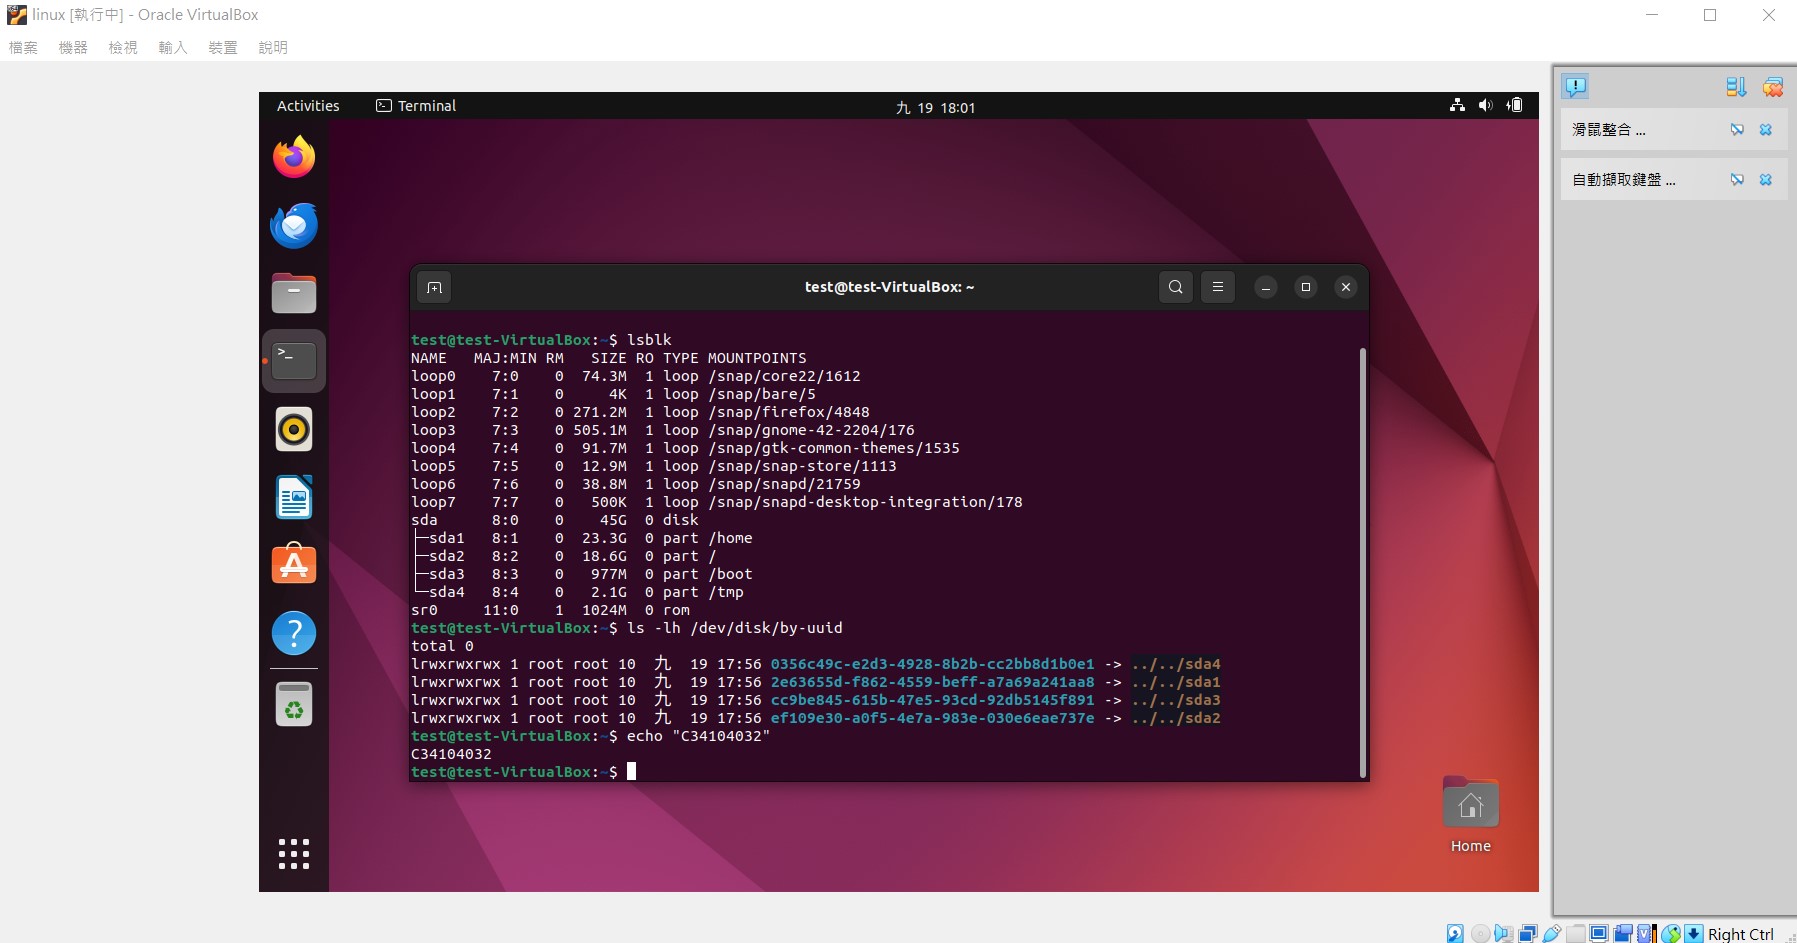 linux [執行中] - Oracle VirtualBox
檔案 機器 檢視 輸入 裝置 說明
Activities Terminal 九 19 18:01
滑鼠整合 ...
自動擷取鍵盤 ...
test@test-VirtualBox: ~
test@test-VirtualBox:~$ lsblk
NAME MAJ:MIN RM SIZE RO TYPE MOUNTPOINTS
loop0 7:0 0 74.3M 1 loop /snap/core22/1612
loop1 7:1 0 4K 1 loop /snap/bare/5
loop2 7:2 0 271.2M 1 loop /snap/firefox/4848
loop3 7:3 0 505.1M 1 loop /snap/gnome-42-2204/176
loop4 7:4 0 91.7M 1 loop /snap/gtk-common-themes/1535
loop5 7:5 0 12.9M 1 loop /snap/snap-store/1113
loop6 7:6 0 38.8M 1 loop /snap/snapd/21759
loop7 7:7 0 500K 1 loop /snap/snapd-desktop-integration/178
sda 8:0 0 45G 0 disk
├─sda1 8:1 0 23.3G 0 part /home
├─sda2 8:2 0 18.6G 0 part /
├─sda3 8:3 0 977M 0 part /boot
└─sda4 8:4 0 2.1G 0 part /tmp
sr0 11:0 1 1024M 0 rom
test@test-VirtualBox:~$ ls -lh /dev/disk/by-uuid
total 0
lrwxrwxrwx 1 root root 10 九 19 17:56 0356c49c-e2d3-4928-8b2b-cc2bb8d1b0e1 -> ../../sda4
lrwxrwxrwx 1 root root 10 九 19 17:56 2e63655d-f862-4559-beff-a7a69a241aa8 -> ../../sda1
lrwxrwxrwx 1 root root 10 九 19 17:56 cc9be845-615b-47e5-93cd-92db5145f891 -> ../../sda3
lrwxrwxrwx 1 root root 10 九 19 17:56 ef109e30-a0f5-4e7a-983e-030e6eae737e -> ../../sda2
test@test-VirtualBox:~$ echo "C34104032"
C34104032
test@test-VirtualBox:~$
Home
Right Ctrl